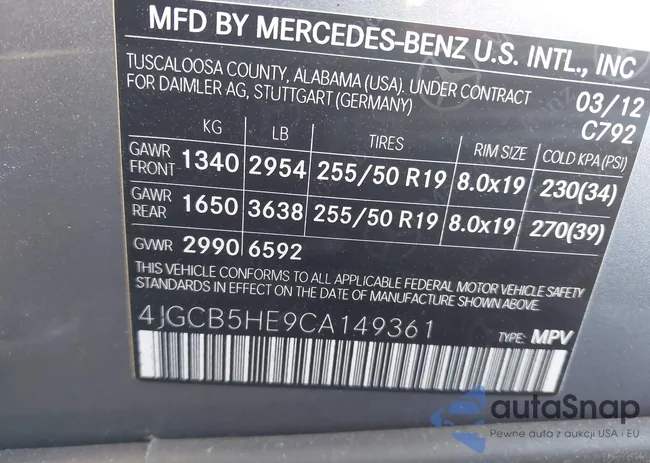 MFD BY MERCEDES-BENZ U.S. INTL., INC
TUSCALOOSA COUNTY, ALABAMA (USA). UNDER CONTRACT
FOR DAIMLER AG, STUTTGART (GERMANY)
03/12
C792
KG LB TIRES RIM SIZE COLD KPA (PSI)
GAWR FRONT 1340 2954 255/50 R19 8.0x19 230(34)
GAWR REAR 1650 3638 255/50 R19 8.0x19 270(39)
GVWR 2990 6592
THIS VEHICLE CONFORMS TO ALL APPLICABLE FEDERAL MOTOR VEHICLE SAFETY
STANDARDS IN EFFECT ON THE DATE OF MANUFACTURE SHOWN ABOVE.
4JGCB5HE9CA149361 TYPE: MPV
autaSnap
Pewne auto z aukcji USA i EU